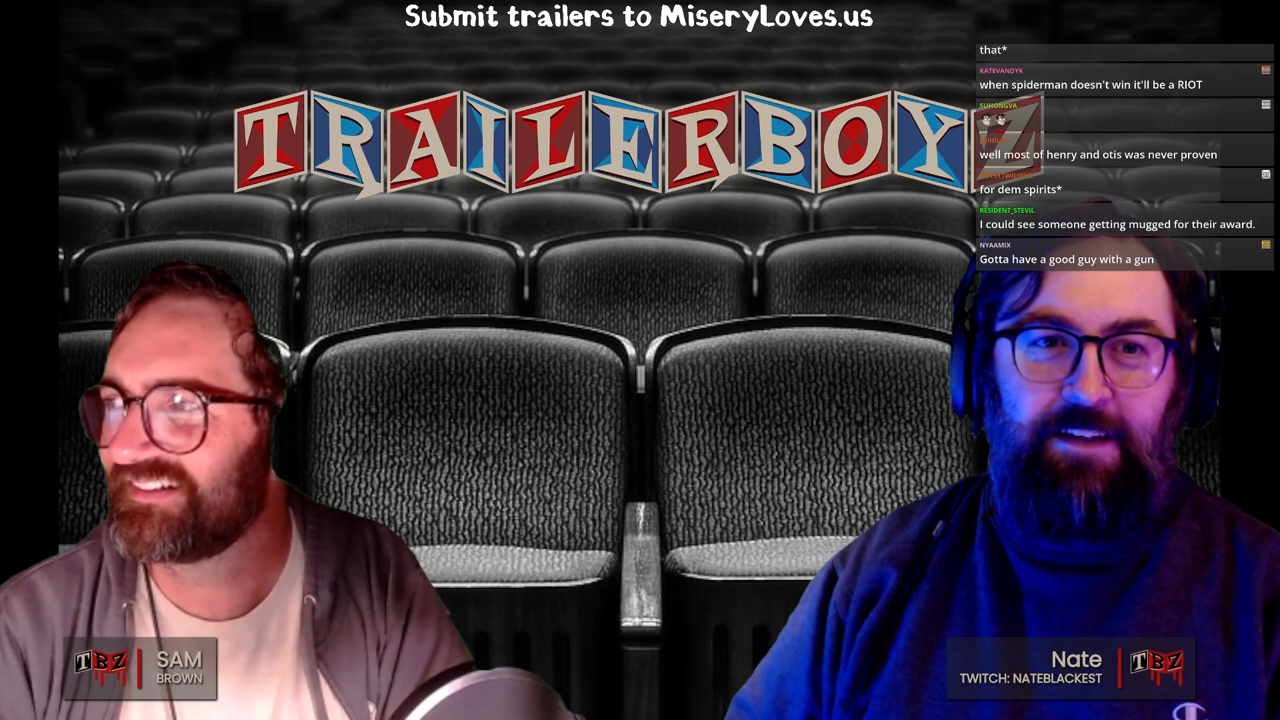 Submit trailers to MiseryLoves.us
TRAILERBOYZ
that*
KATEVANDYK
when spiderman doesn't win it'll be a RIOT
SUHONGVA
well most of henry and otis was never proven
for dem spirits*
RESIDENT_STEVIL
I could see someone getting mugged for their award.
NYAAMIX
Gotta have a good guy with a gun
TBZ
SAM
BROWN
Nate
TWITCH: NATEBLACKEST
TBZ